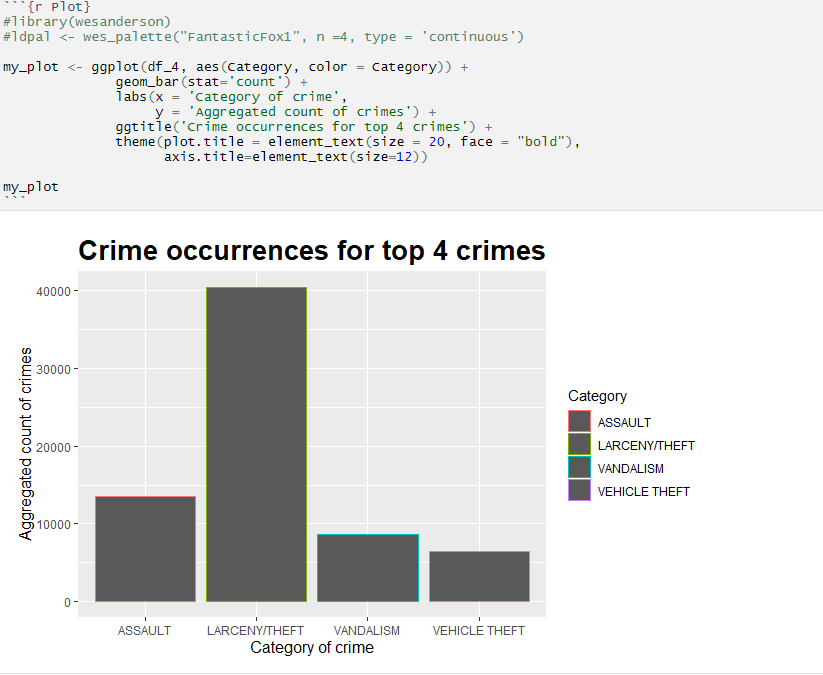 ```{r Plot}
#library(wesanderson)
#ldpal <- wes_palette("FantasticFox1", n =4, type = 'continuous')
my_plot <- ggplot(df_4, aes(Category, color = Category)) +
geom_bar(stat='count') +
labs(x = 'Category of crime',
y = 'Aggregated count of crimes') +
ggtitle('Crime occurrences for top 4 crimes') +
theme(plot.title = element_text(size = 20, face = "bold"),
axis.title=element_text(size=12))
my_plot
```
Crime occurrences for top 4 crimes
Aggregated count of crimes
40000
30000
20000
10000
0
ASSAULT LARCENY/THEFT VANDALISM VEHICLE THEFT
Category of crime
Category
ASSAULT
LARCENY/THEFT
VANDALISM
VEHICLE THEFT